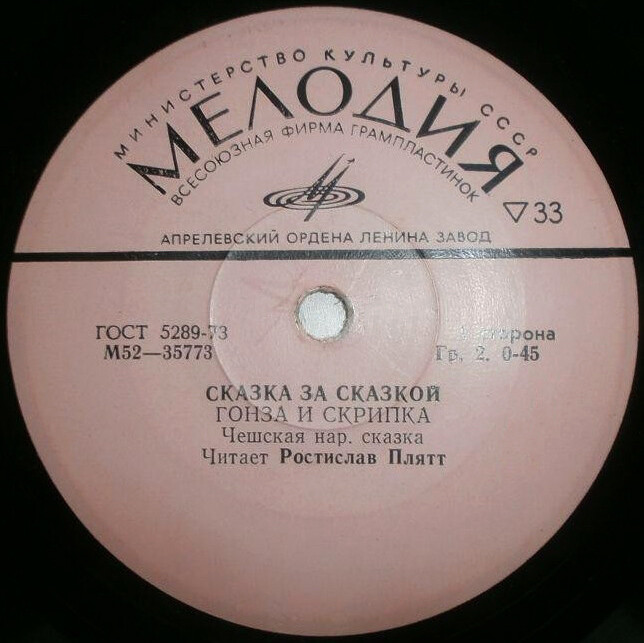 МИНИСТЕРСТВО КУЛЬТУРЫ СССР
МЕЛОДИЯ
ВСЕСОЮЗНАЯ ФИРМА ГРАМПЛАСТИНОК
▽33
АПРЕЛЕВСКИЙ ОРДЕНА ЛЕНИНА ЗАВОД
ГОСТ 5289-73
сторона
М52—35773
Гр. 2. 0-45
СКАЗКА ЗА СКАЗКОЙ
ГОНЗА И СКРИПКА
Чешская нар. сказка
Читает Ростислав Плятт